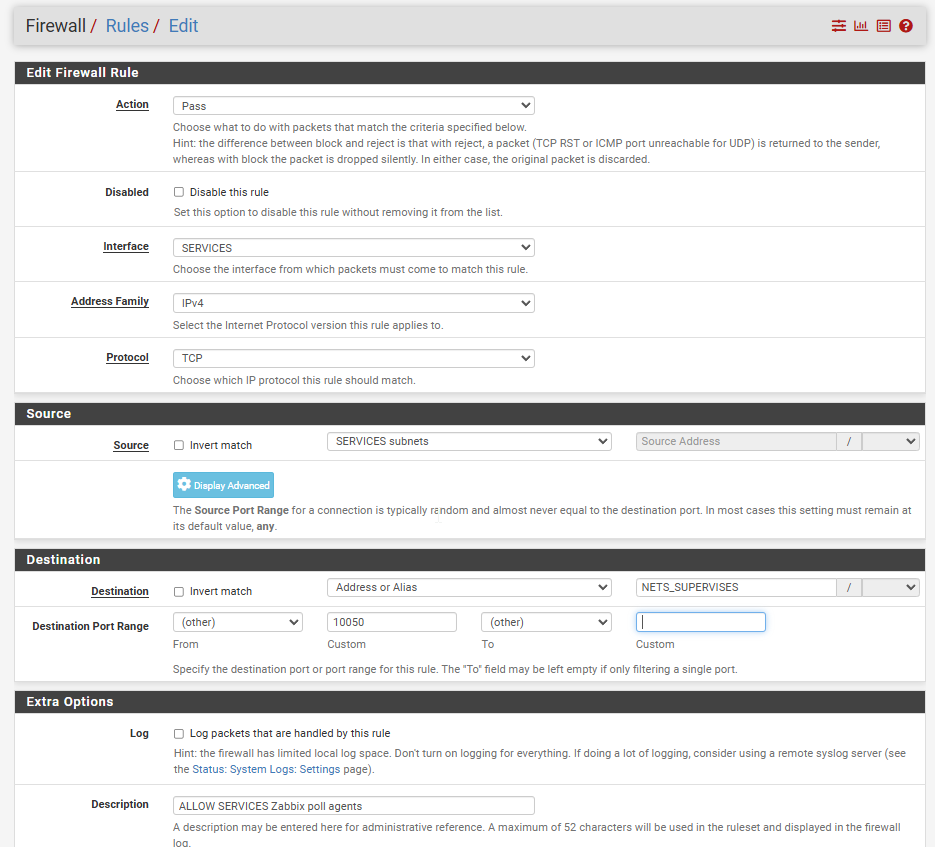 Firewall / Rules / Edit
Edit Firewall Rule
Action
Pass
Choose what to do with packets that match the criteria specified below.
Hint: the difference between block and reject is that with reject, a packet (TCP RST or ICMP port unreachable for UDP) is returned to the sender,
whereas with block the packet is dropped silently. In either case, the original packet is discarded.
Disabled
Disable this rule
Set this option to disable this rule without removing it from the list.
Interface
SERVICES
Choose the interface from which packets must come to match this rule.
Address Family
IPv4
Select the Internet Protocol version this rule applies to.
Protocol
TCP
Choose which IP protocol this rule should match.
Source
Source Invert match SERVICES subnets Source Address /
Display Advanced
The Source Port Range for a connection is typically random and almost never equal to the destination port. In most cases this setting must remain at
its default value, any.
Destination
Destination Invert match Address or Alias NETS_SUPERVISES /
Destination Port Range (other) 10050 (other)
From Custom To Custom
Specify the destination port or port range for this rule. The "To" field may be left empty if only filtering a single port.
Extra Options
Log
Log packets that are handled by this rule
Hint: the firewall has limited local log space. Don't turn on logging for everything. If doing a lot of logging, consider using a remote syslog server (see
the Status: System Logs: Settings page).
Description
ALLOW SERVICES Zabbix poll agents
A description may be entered here for administrative reference. A maximum of 52 characters will be used in the ruleset and displayed in the firewall
log.